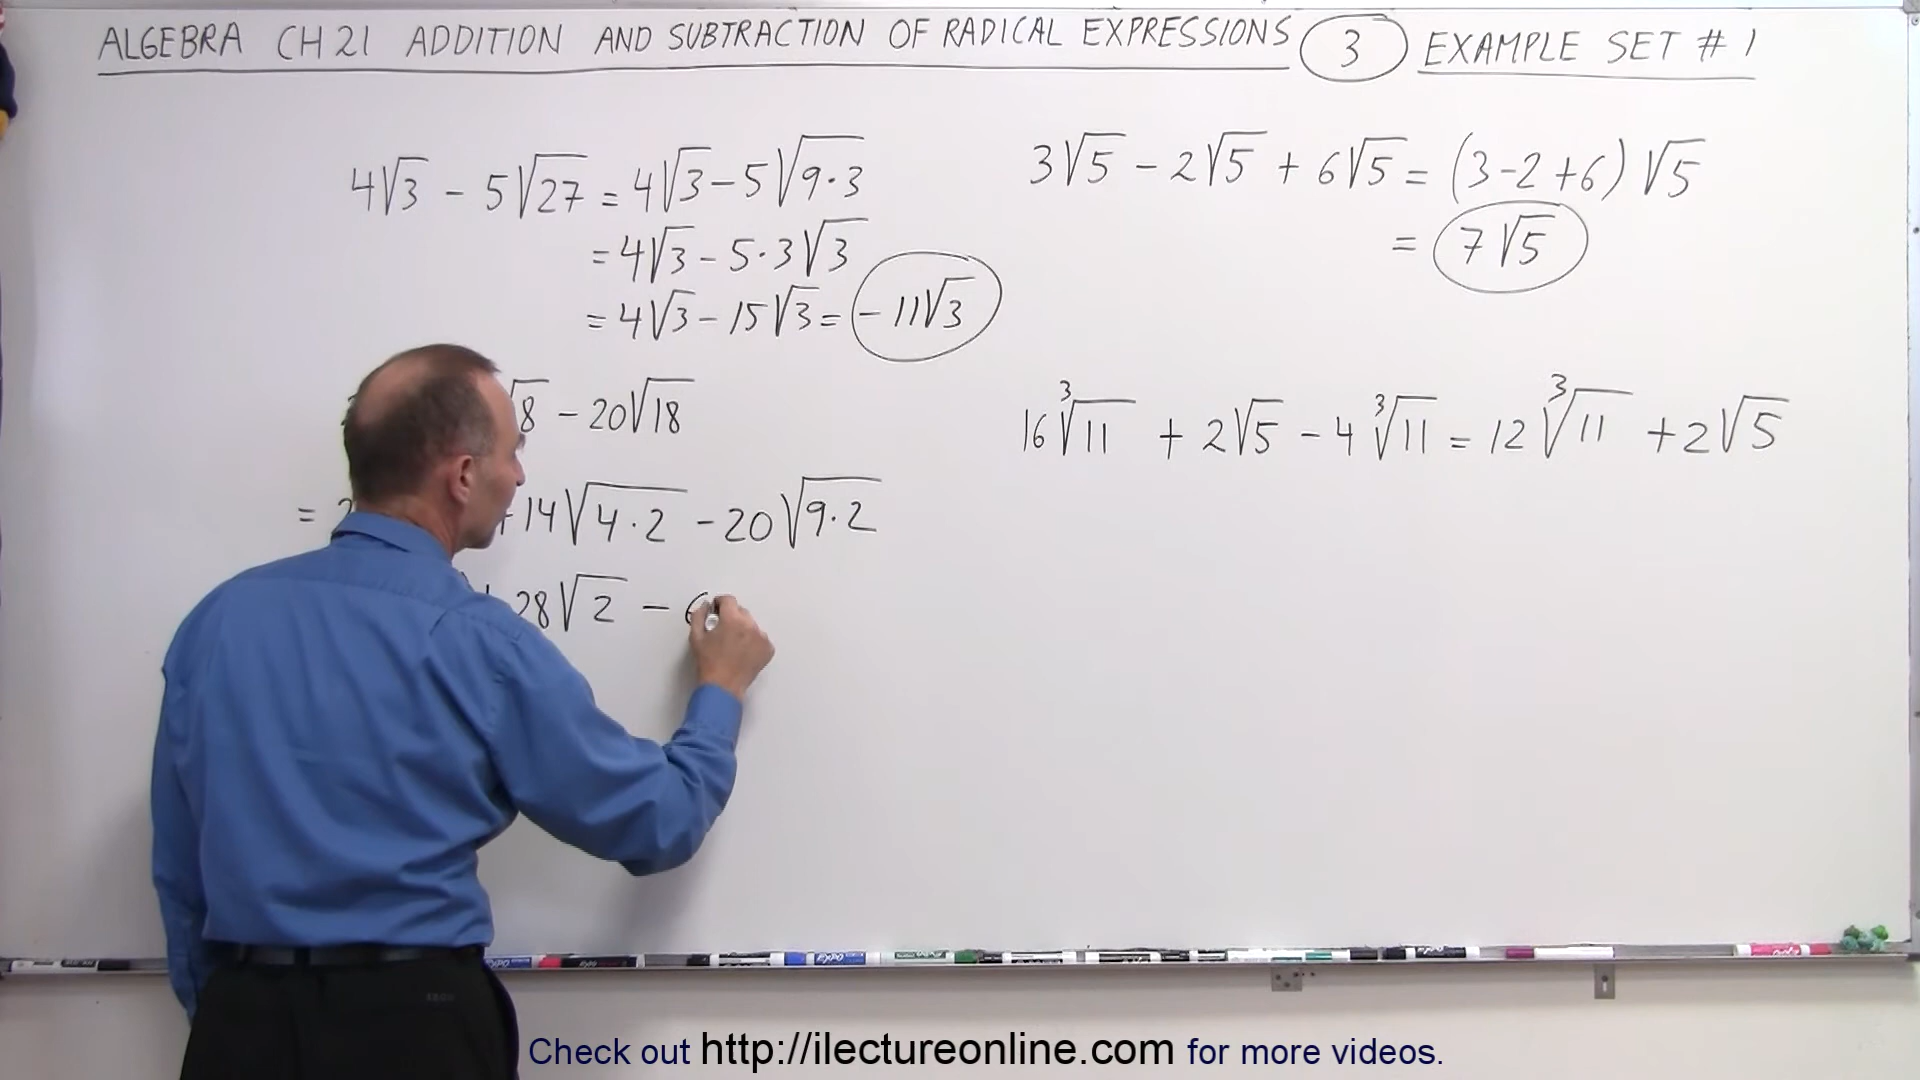 ALGEBRA CH 21 ADDITION AND SUBTRACTION OF RADICAL EXPRESSIONS 3 EXAMPLE SET # 1
4√3 - 5√27 = 4√3 - 5√9·3
= 4√3 - 5·3√3
= 4√3 - 15√3 = -11√3
√8 - 20√18
= 2 +14√4·2 - 20√9·2
28√2 - 6
3√5 - 2√5 + 6√5 = (3-2+6)√5
= 7√5
16∛11 + 2√5 - 4∛11 = 12∛11 + 2√5
Check out http://ilectureonline.com for more videos.